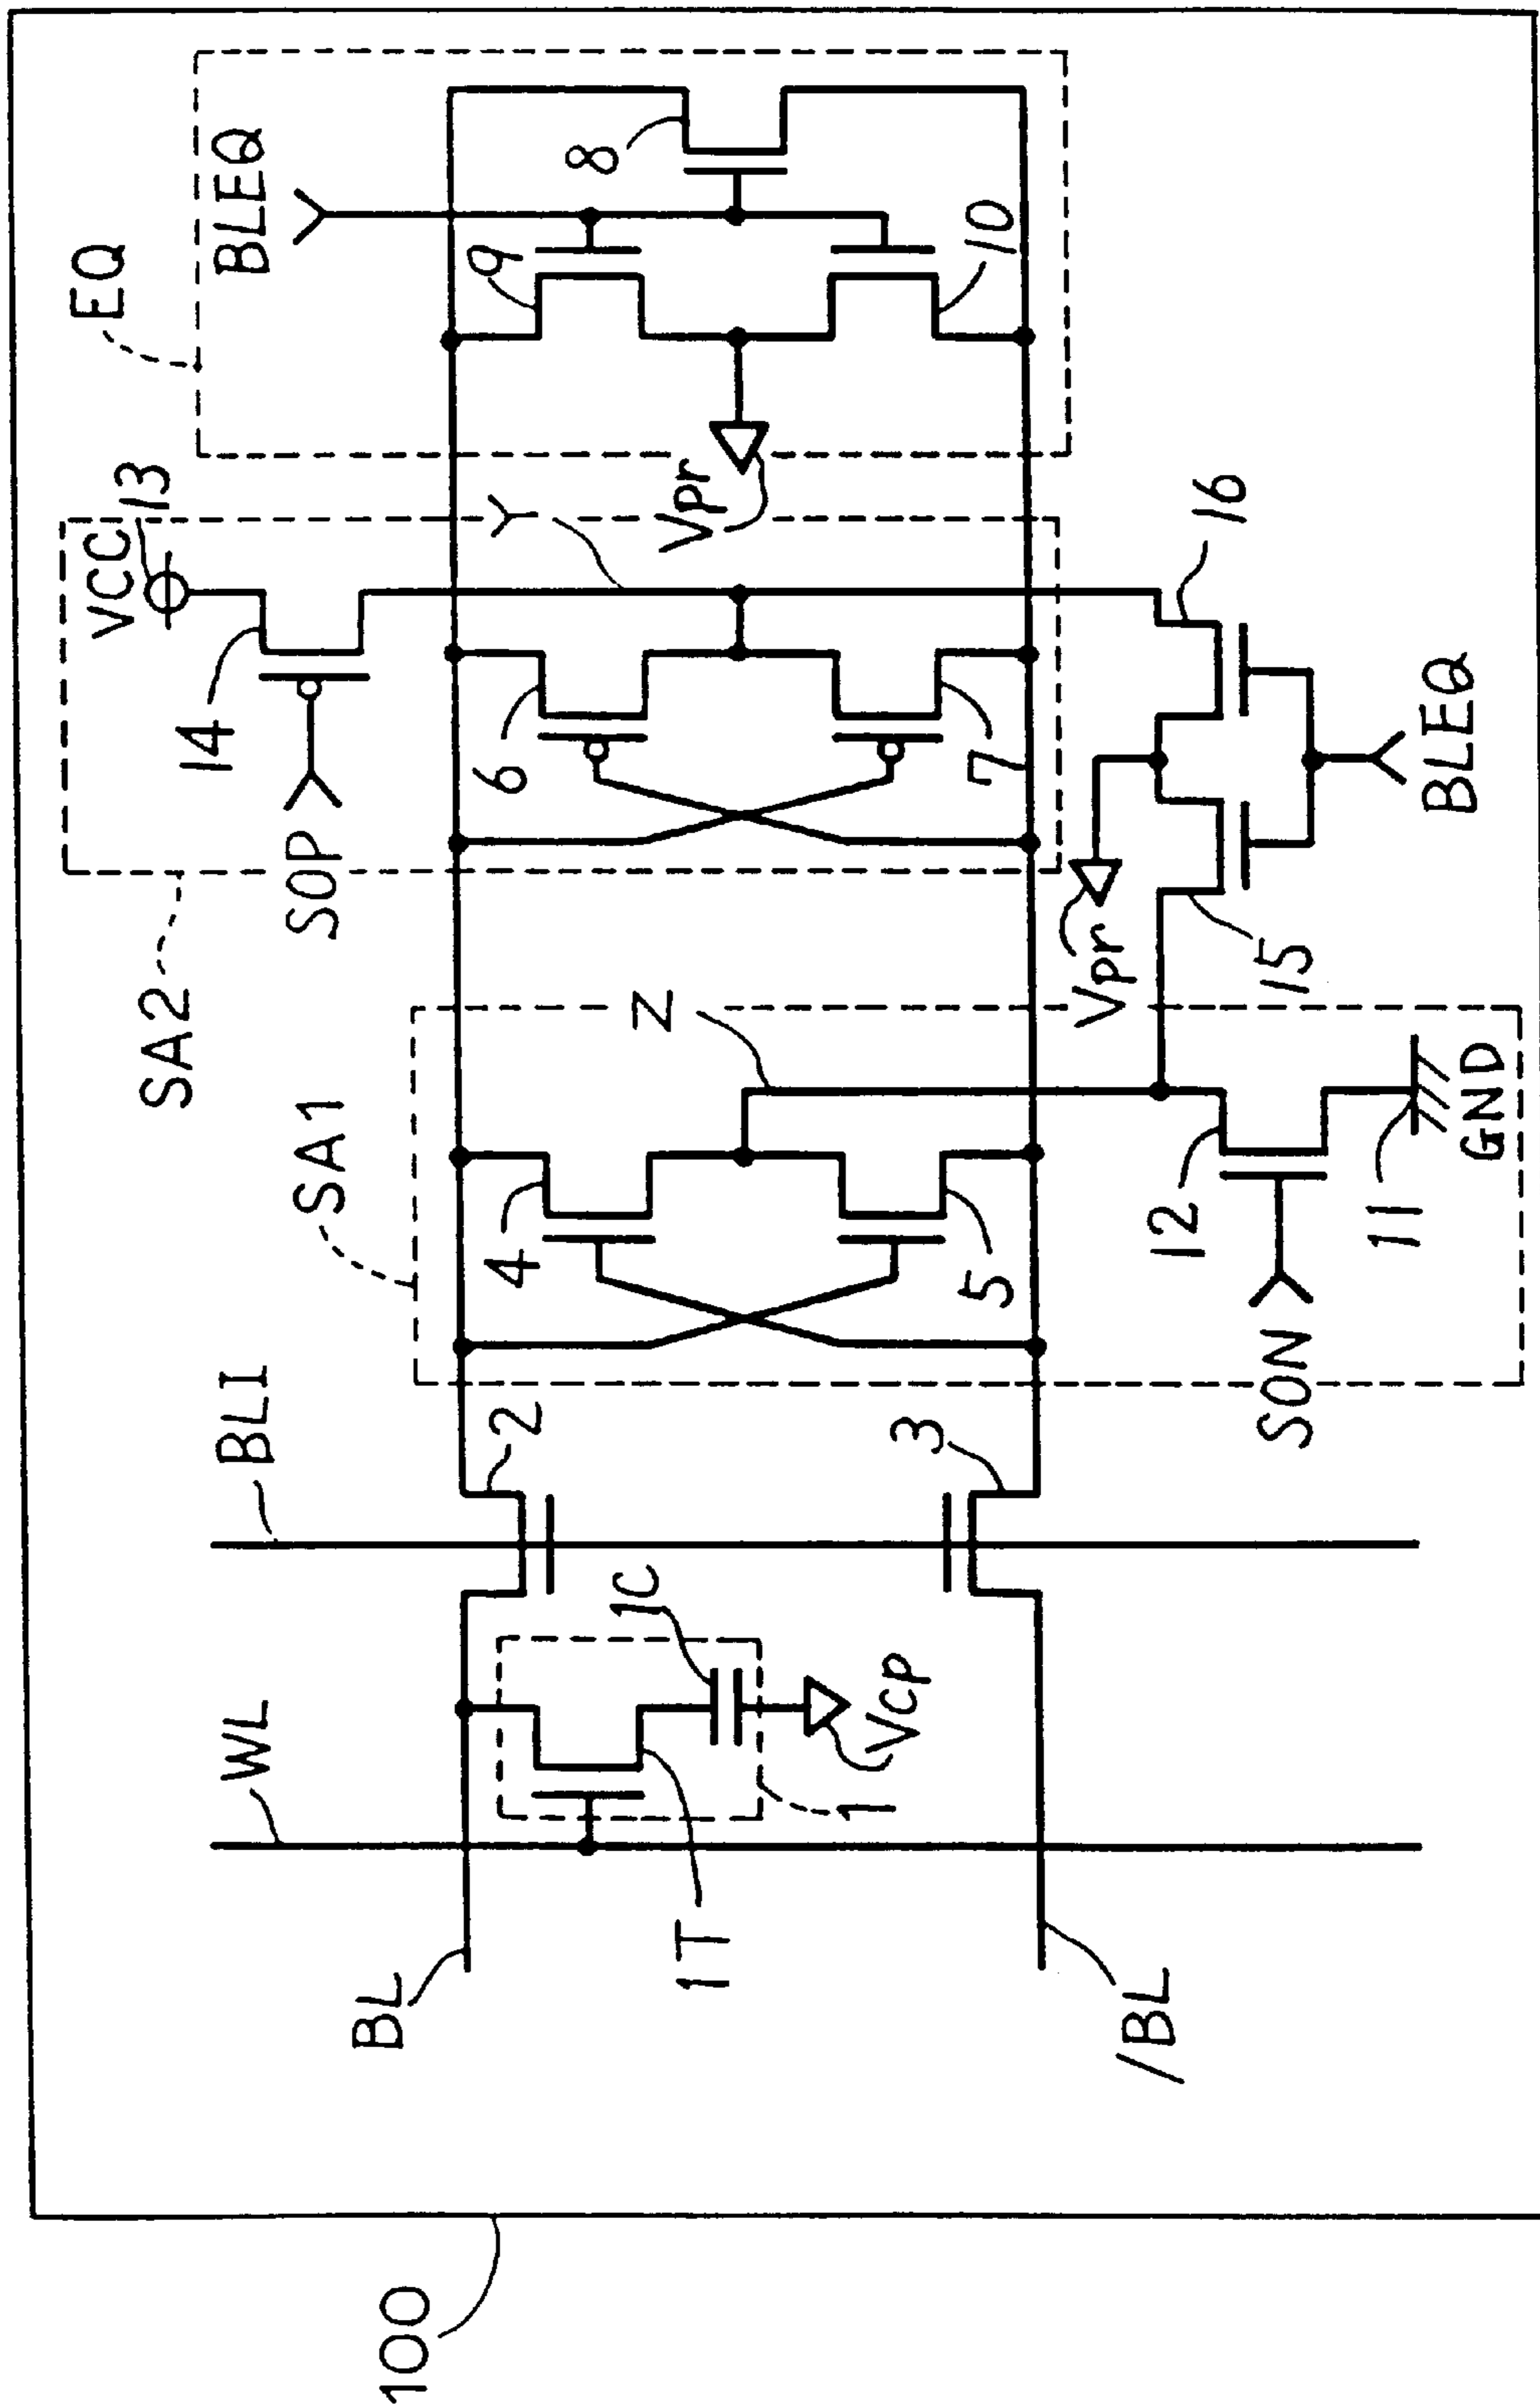 100
BL
/BL
WL
1T
1
1C
Vcp
BLI
2
3
SA1
4
5
Z
SON
12
11
GND
SA2
SOP
14
VCC
13
6
7
Y
Vpr
15
16
BLEQ
EQ
BLEQ
Vpr
9
8
10